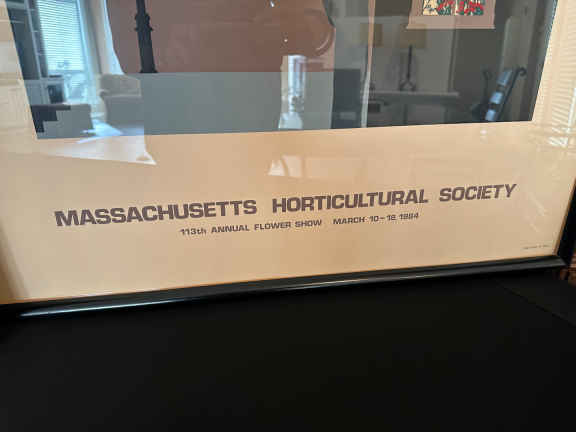 MASSACHUSETTS HORTICULTURAL SOCIETY
113th ANNUAL FLOWER SHOW MARCH 10-18, 1984